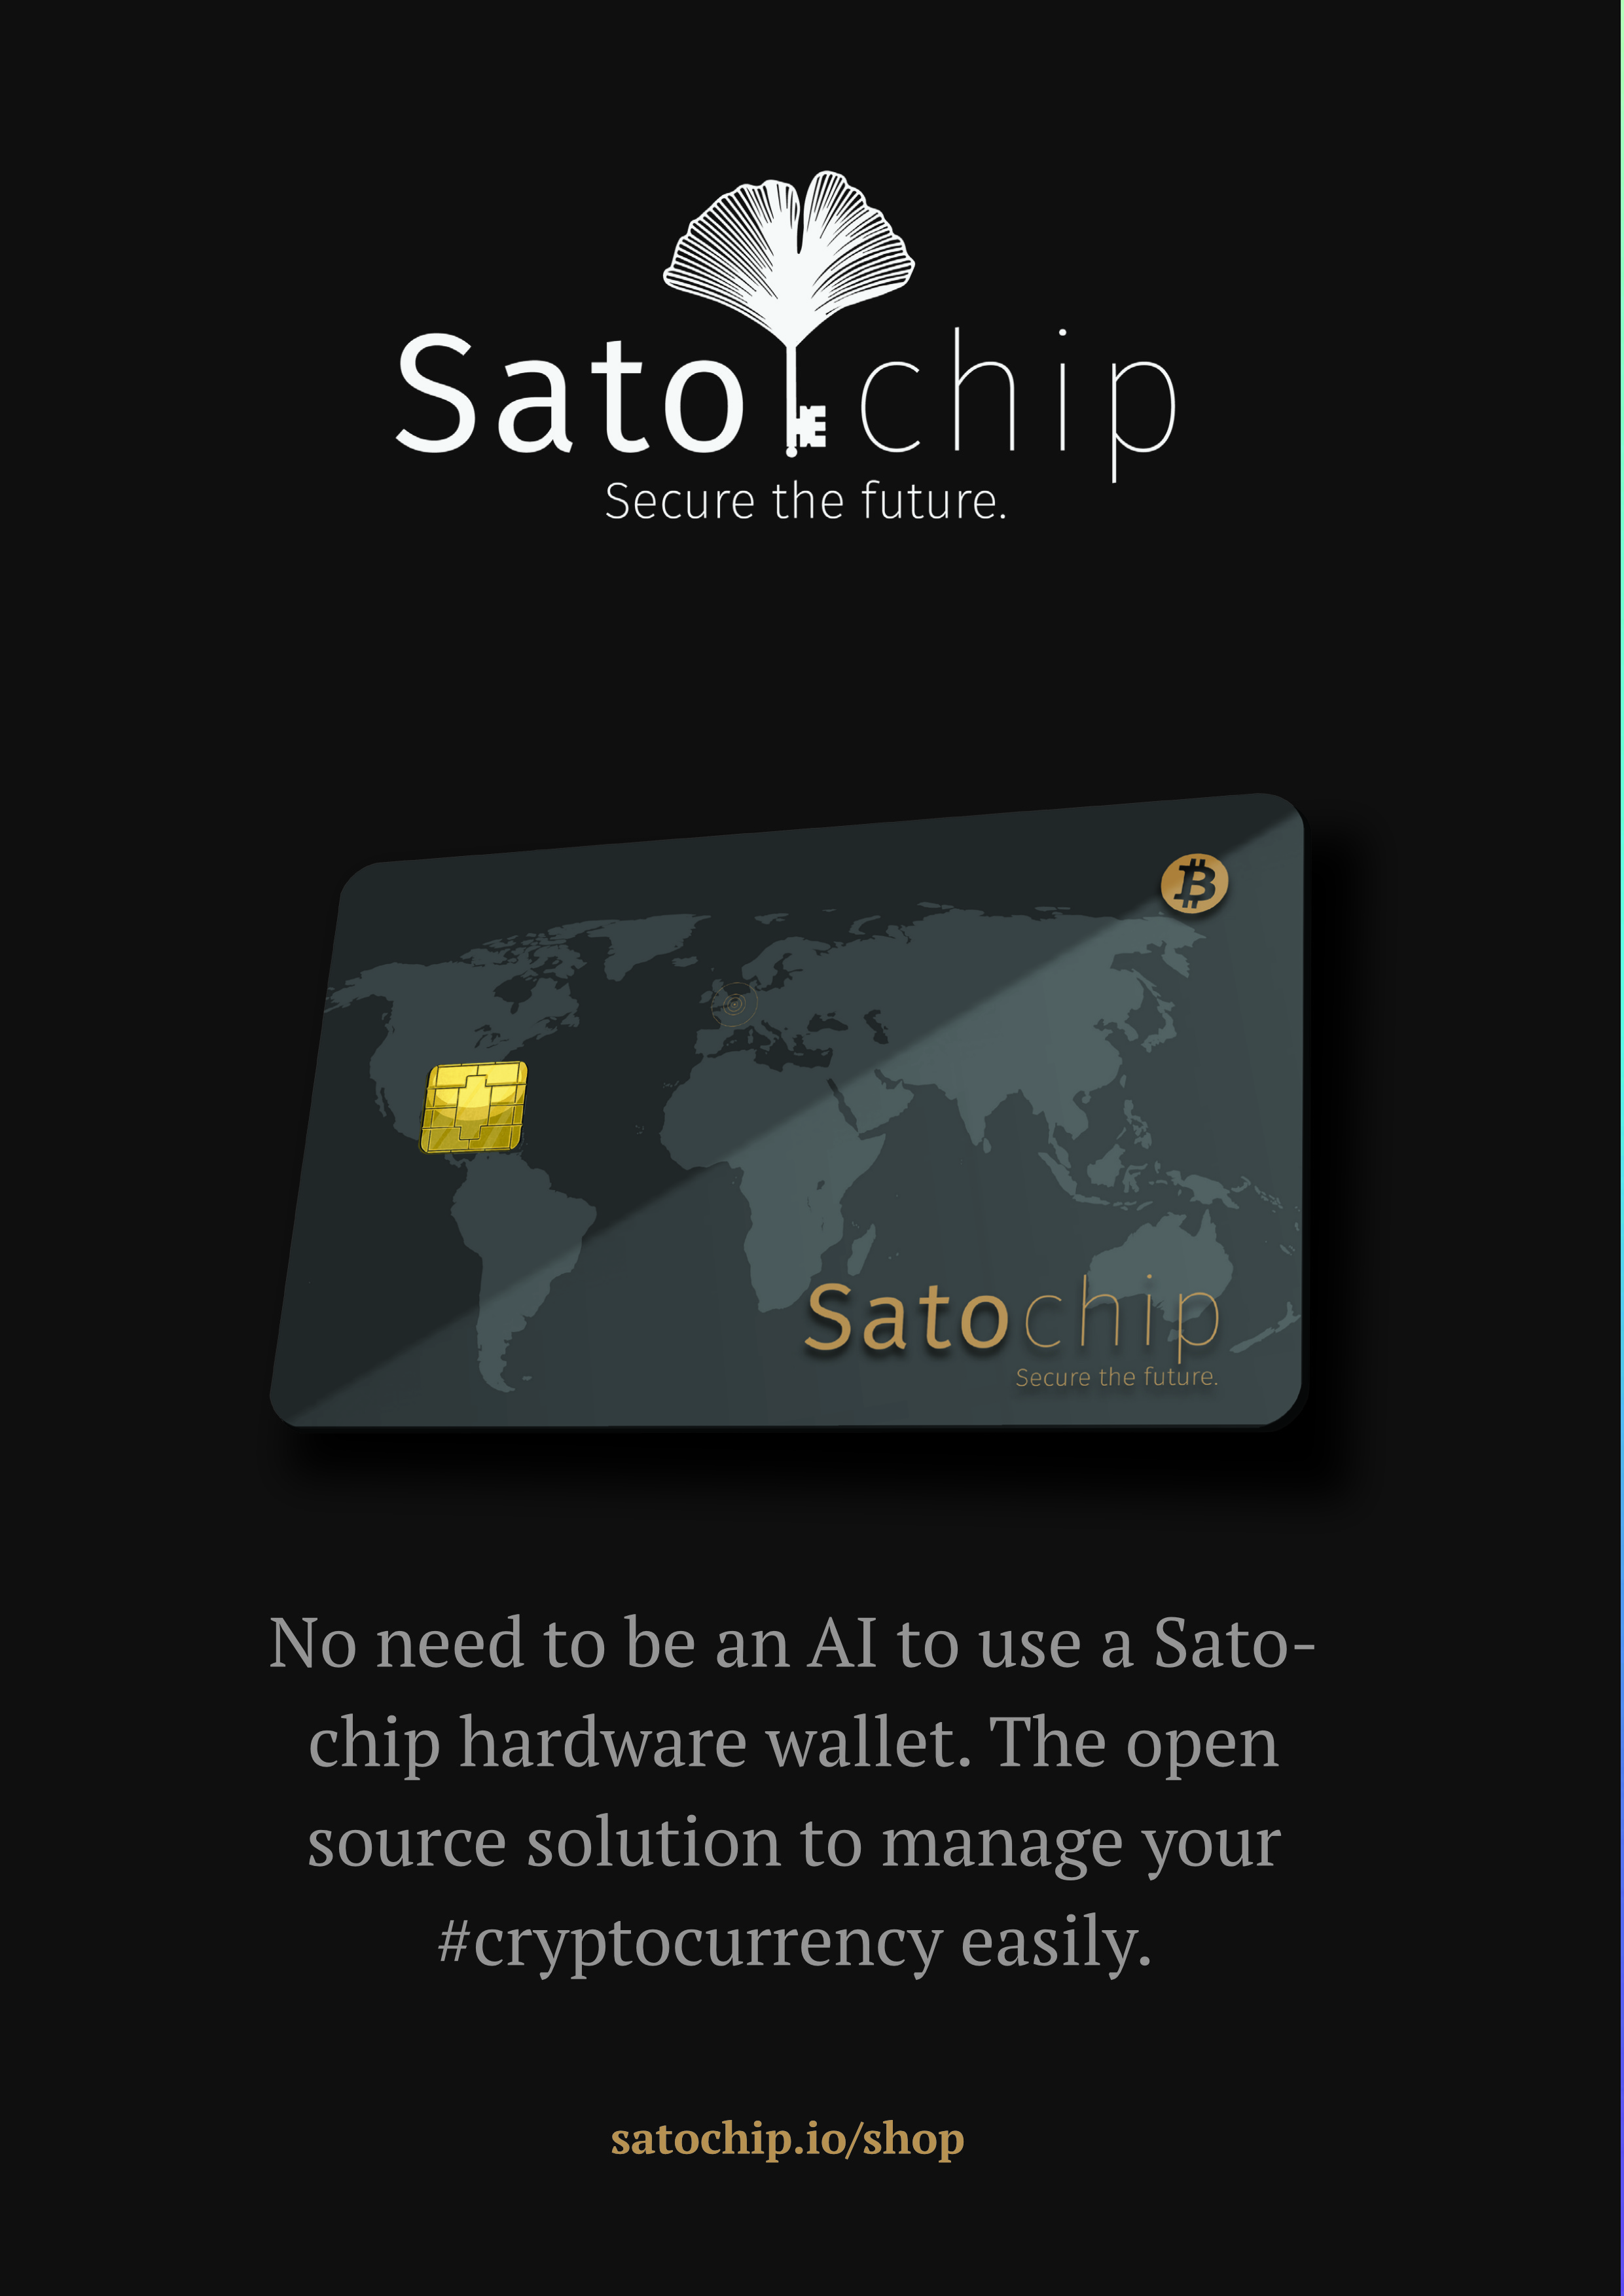 Satochip
Secure the future.
Satochip
Secure the future.
No need to be an AI to use a Sato-
chip hardware wallet. The open
source solution to manage your
#cryptocurrency easily.
satochip.io/shop